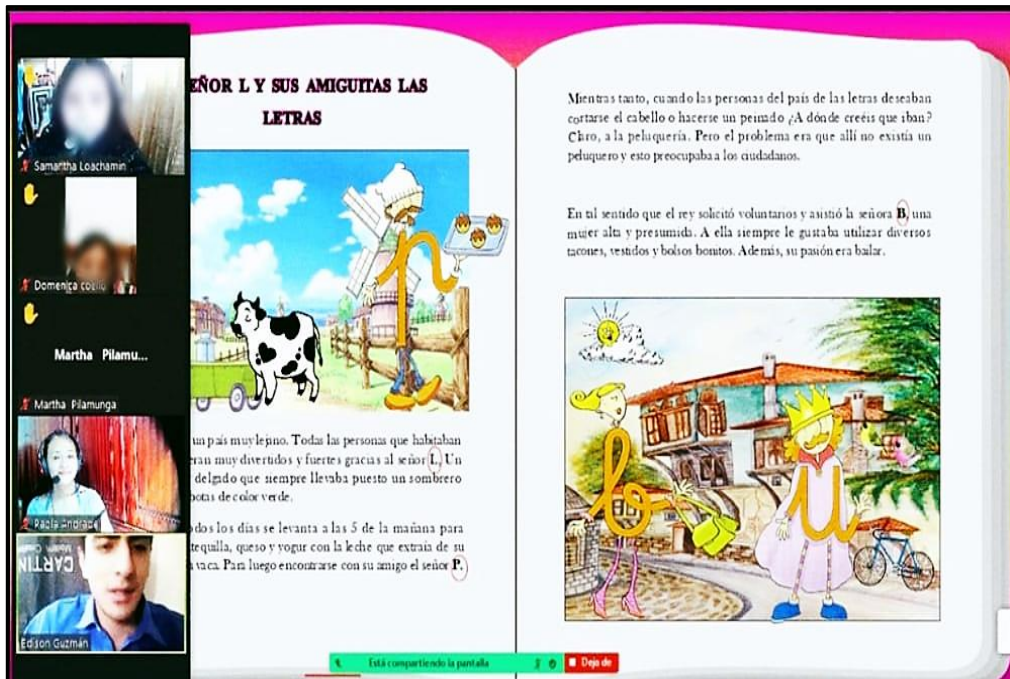 EÑOR L Y SUS AMIGUITAS LAS
LETRAS
un país muy lejano. Todas las personas que habitaban
eran muy divertidos y fuertes gracias al señor L. Un
delgado que siempre llevaba puesto un sombrero
botas de color verde.
odos los días se levanta a las 5 de la mañana para
tequilla, queso y yogur con la leche que extraía de su
vaca. Para luego encontrarse con su amigo el señor P.
Mientras tanto, cuando las personas del país de las letras deseaban
cortarse el cabello o hacerse un peinado ¿A dónde creéis que iban?
Claro, a la peluquería. Pero el problema era que allí no existía un
peluquero y esto preocupaba a los ciudadanos.
En tal sentido que el rey solicitó voluntarios y asistió la señora B, una
mujer alta y presumida. A ella siempre le gustaba utilizar diversos
tacones, vestidos y bolsos bonitos. Además, su pasión era bailar.
p
b
u
Samantha Loachamin
Domenica coello
Martha Pilamu...
Martha Pilamunga
Paola Andrade
CARTIN
Edison Guzmán
Está compartiendo la pantalla
Deja de